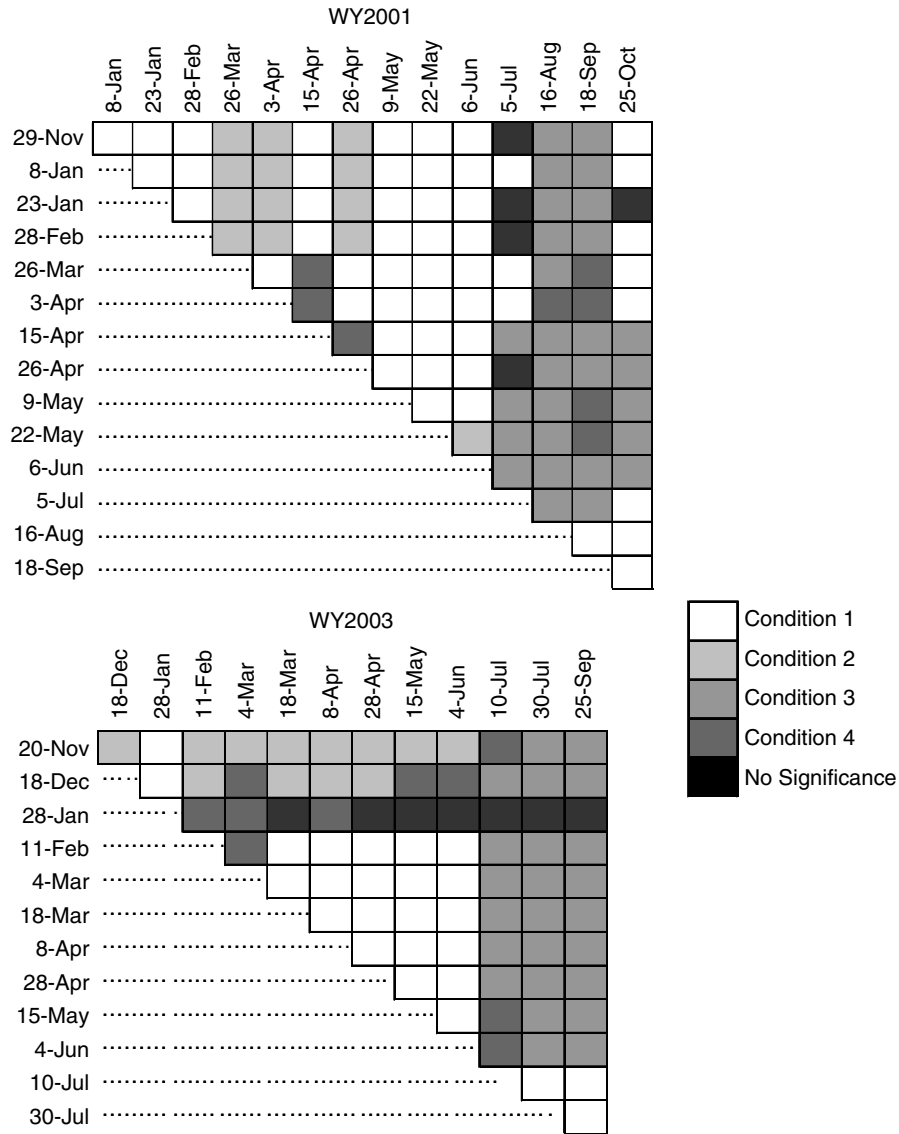 WY2001
8-Jan
23-Jan
28-Feb
26-Mar
3-Apr
15-Apr
26-Apr
9-May
22-May
6-Jun
5-Jul
16-Aug
18-Sep
25-Oct
29-Nov
8-Jan
23-Jan
28-Feb
26-Mar
3-Apr
15-Apr
26-Apr
9-May
22-May
6-Jun
5-Jul
16-Aug
18-Sep
WY2003
18-Dec
28-Jan
11-Feb
4-Mar
18-Mar
8-Apr
28-Apr
15-May
4-Jun
10-Jul
30-Jul
25-Sep
20-Nov
18-Dec
28-Jan
11-Feb
4-Mar
18-Mar
8-Apr
28-Apr
15-May
4-Jun
10-Jul
30-Jul
Condition 1
Condition 2
Condition 3
Condition 4
No Significance